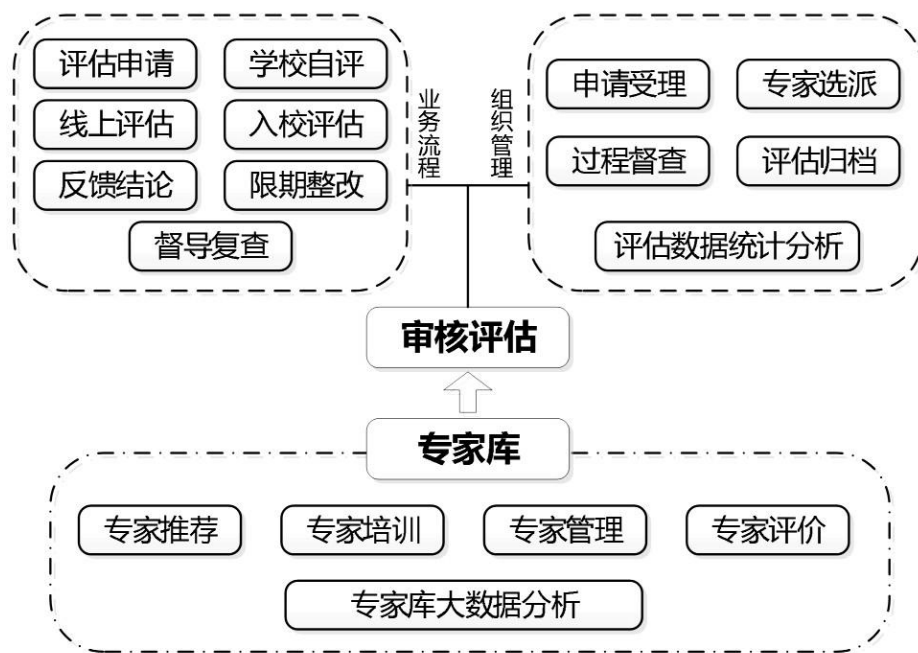 评估申请
学校自评
线上评估
入校评估
反馈结论
限期整改
督导复查
业务流程
组织管理
申请受理
专家选派
过程督查
评估归档
评估数据统计分析
审核评估
专家库
专家推荐
专家培训
专家管理
专家评价
专家库大数据分析